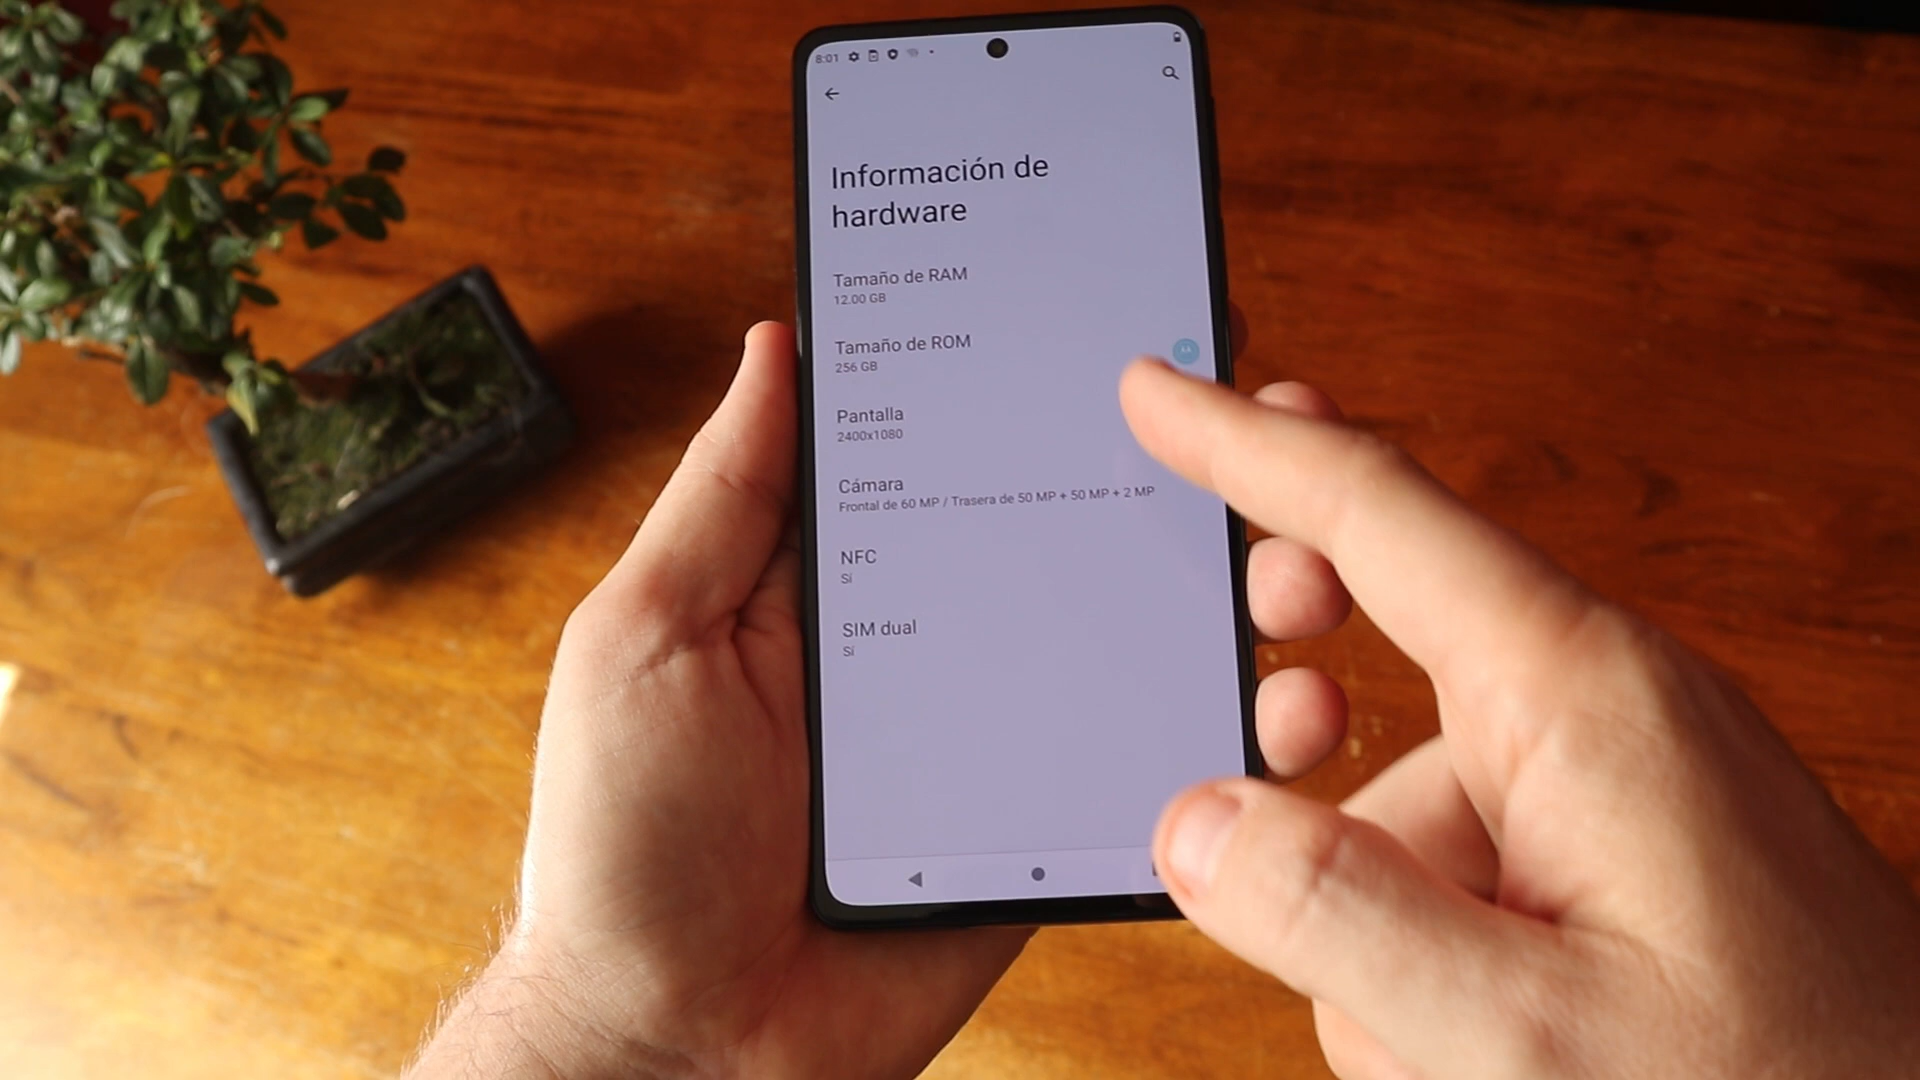 8:01
Información de
hardware
Tamaño de RAM
12.00 GB
Tamaño de ROM
256 GB
Pantalla
2400x1080
Cámara
Frontal de 60 MP / Trasera de 50 MP + 50 MP + 2 MP
NFC
Sí
SIM dual
Sí